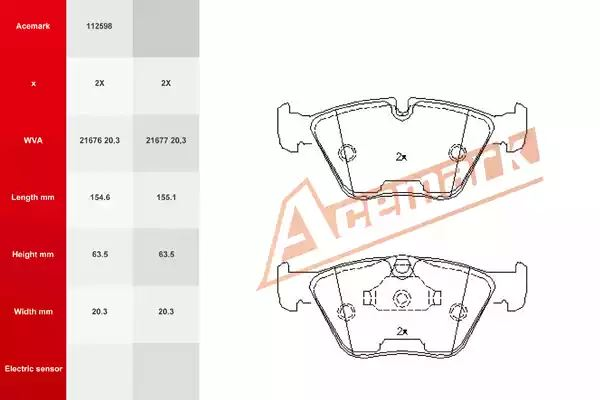 Acemark 112598
x 2X 2X
WVA 21676 20,3 21677 20,3
Length mm 154.6 155.1
Height mm 63.5 63.5
Width mm 20.3 20.3
Electric sensor
2x
Acemark
2x